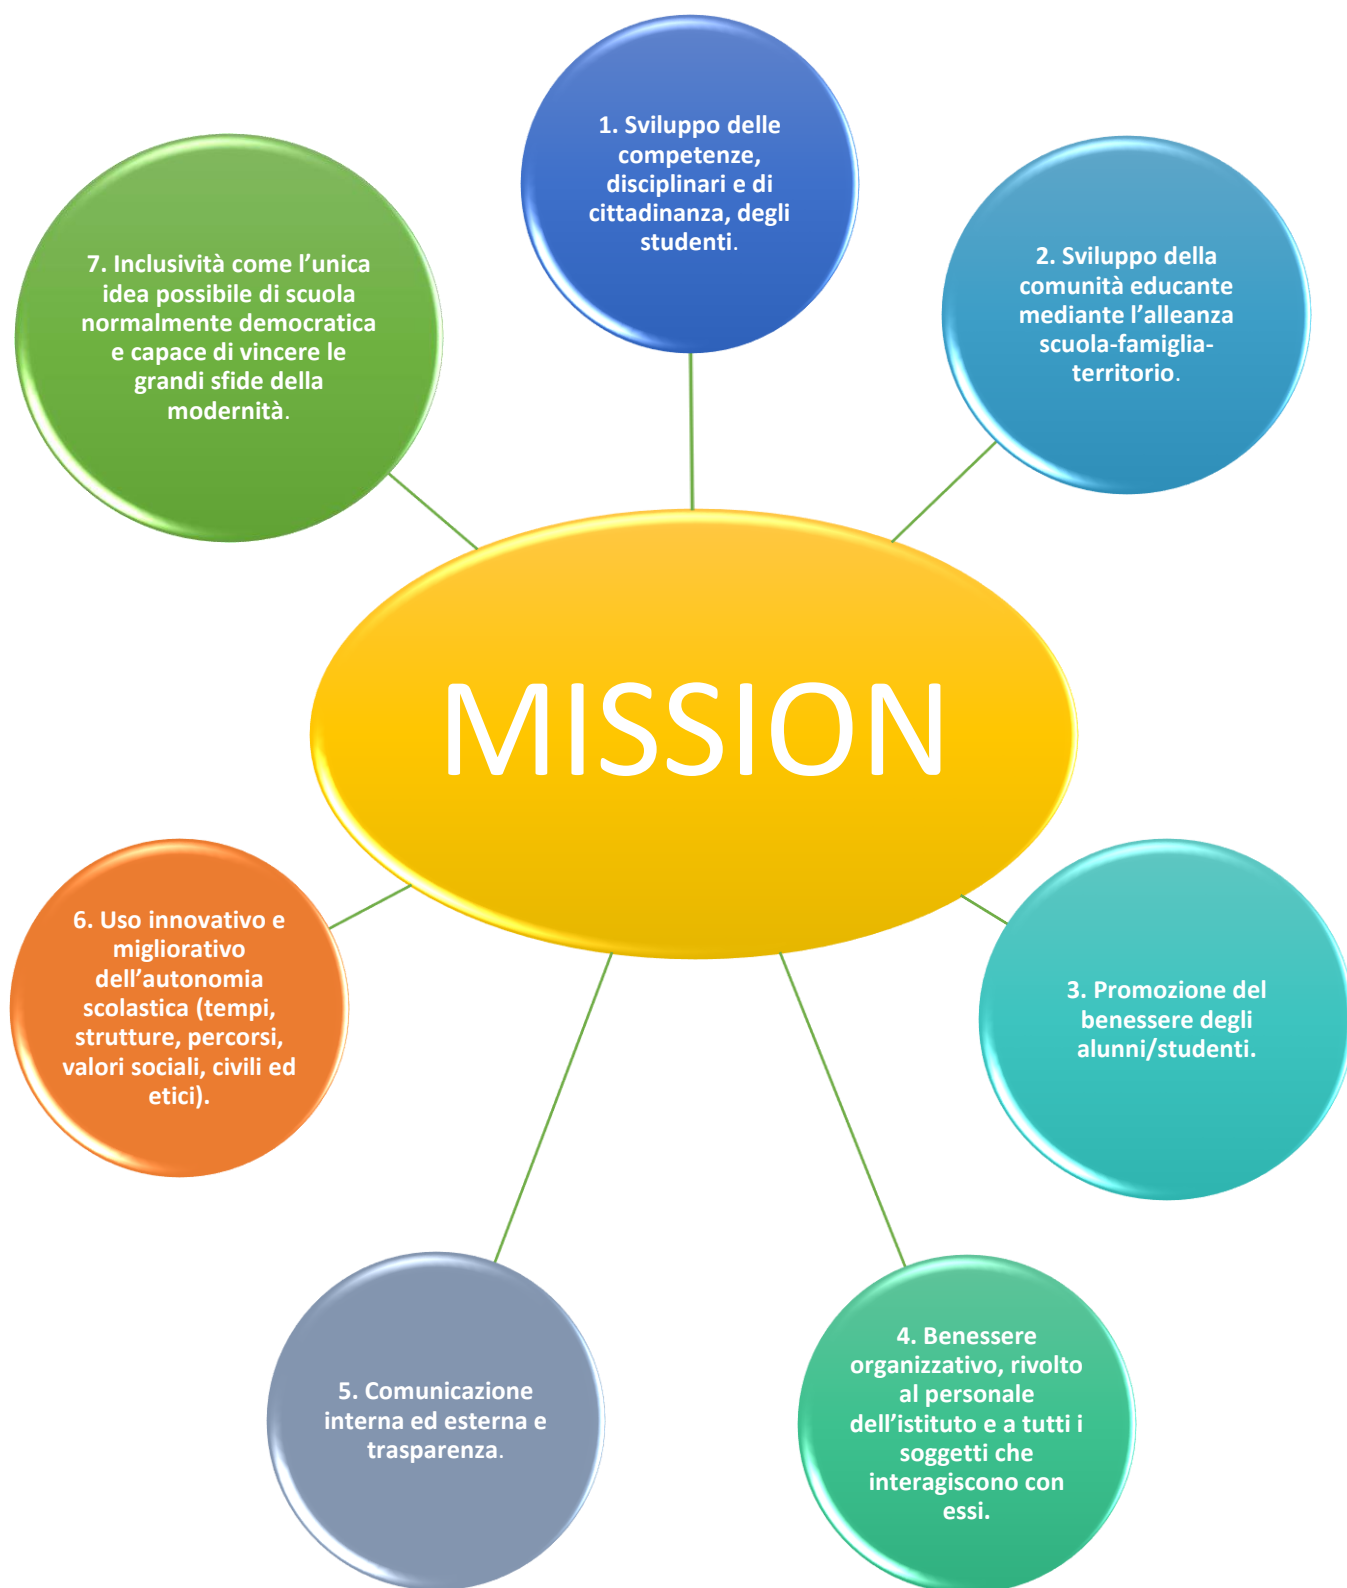 1. Sviluppo delle
competenze,
disciplinari e di
cittadinanza, degli
studenti.
2. Sviluppo della
comunità educante
mediante l’alleanza
scuola-famiglia-
territorio.
7. Inclusività come l’unica
idea possibile di scuola
normalmente democratica
e capace di vincere le
grandi sfide della
modernità.
MISSION
6. Uso innovativo e
migliorativo
dell’autonomia
scolastica (tempi,
strutture, percorsi,
valori sociali, civili ed
etici).
3. Promozione del
benessere degli
alunni/studenti.
5. Comunicazione
interna ed esterna e
trasparenza.
4. Benessere
organizzativo, rivolto
al personale
dell’istituto e a tutti i
soggetti che
interagiscono con
essi.